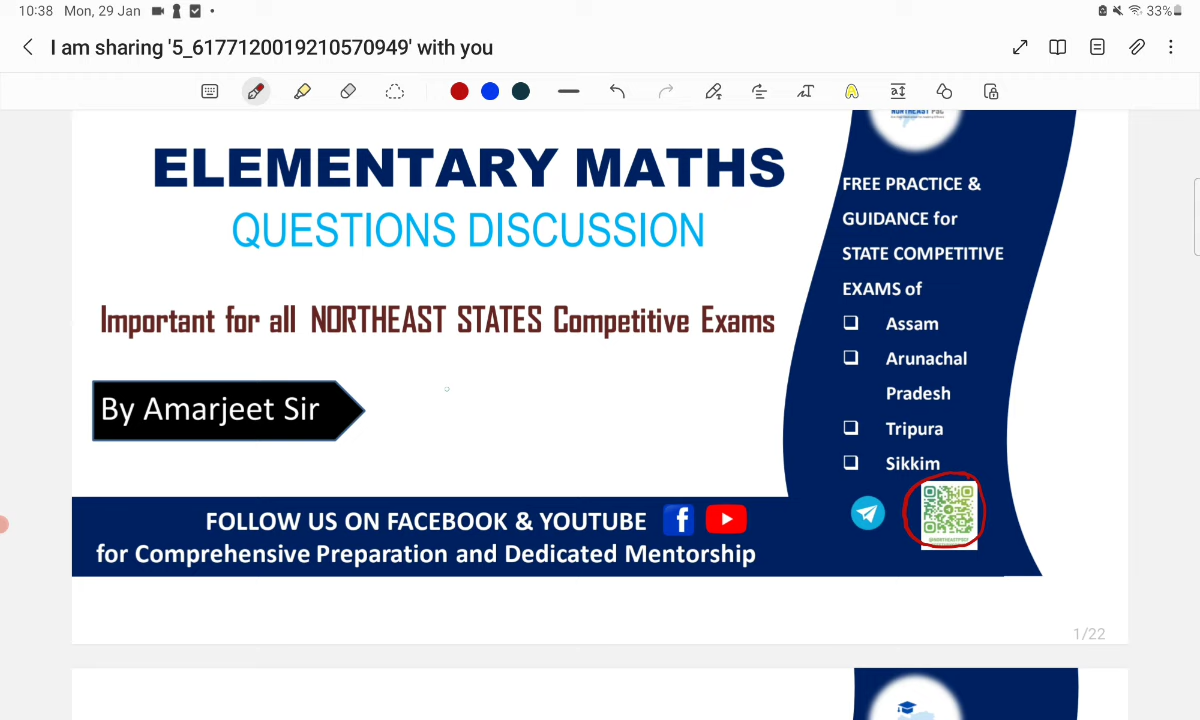 10:38 Mon, 29 Jan
33%
I am sharing '5_6177120019210570949' with you
NORTHEAST PSC
ELEMENTARY MATHS
QUESTIONS DISCUSSION
Important for all NORTHEAST STATES Competitive Exams
By Amarjeet Sir
FREE PRACTICE &
GUIDANCE for
STATE COMPETITIVE
EXAMS of
Assam
Arunachal
Pradesh
Tripura
Sikkim
FOLLOW US ON FACEBOOK & YOUTUBE
for Comprehensive Preparation and Dedicated Mentorship
1/22